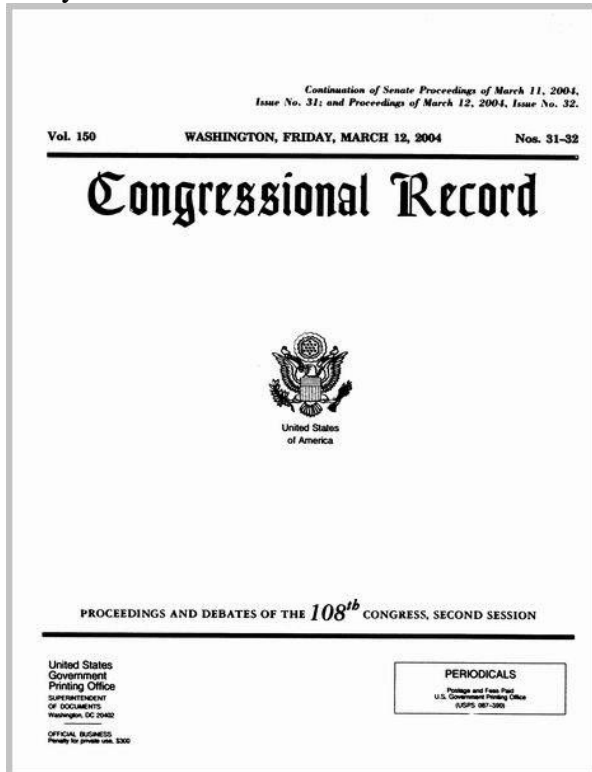 Continuation of Senate Proceedings of March 11, 2004,
Issue No. 31; and Proceedings of March 12, 2004, Issue No. 32.
Vol. 150 WASHINGTON, FRIDAY, MARCH 12, 2004 Nos. 31–32
Congressional Record
United States
of America
PROCEEDINGS AND DEBATES OF THE 108th CONGRESS, SECOND SESSION
United States
Government
Printing Office
SUPERINTENDENT
OF DOCUMENTS
Washington, DC 20402
OFFICIAL BUSINESS
Penalty for private use, $300
PERIODICALS
Postage and Fees Paid
U.S. Government Printing Office
(USPS 087–390)